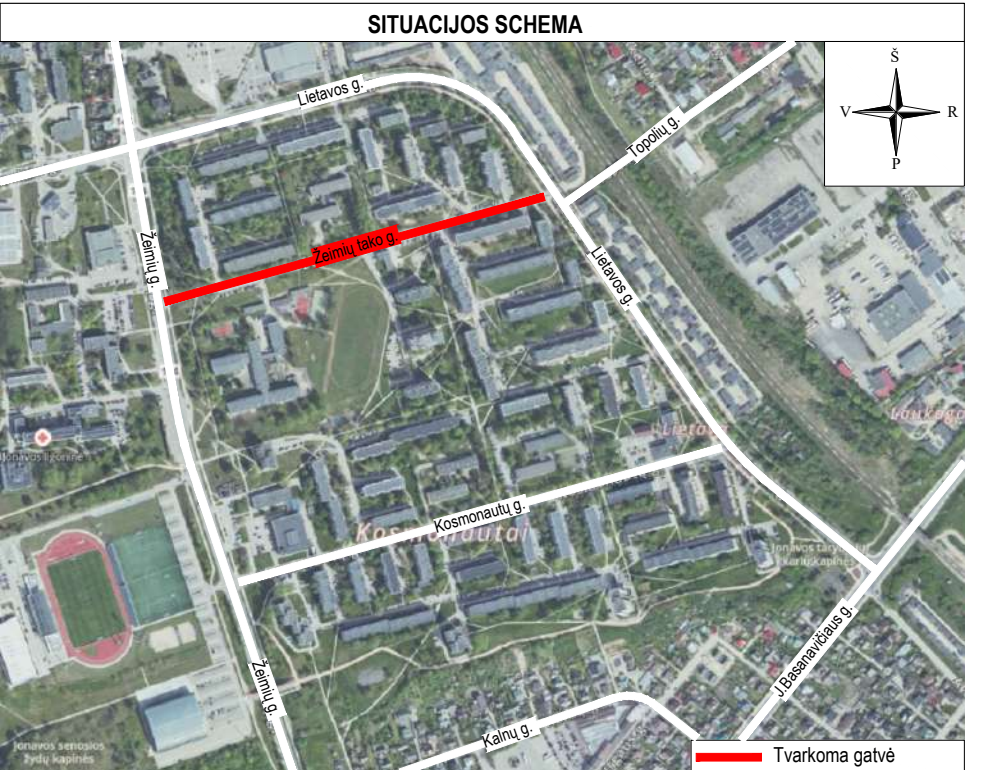 SITUACIJOS SCHEMA
Š
V
R
P
Lietavos g.
Topolių g.
Žeimių g.
Žeimių tako g.
Lietavos g.
Lietava
Jonavos ligoninė
Kosmonautų g.
Kosmonautai
Žeimių g.
J.Basanavičiaus g.
Kalnų g.
Jonavos senosios
žydų kapinės
Tvarkoma gatvė